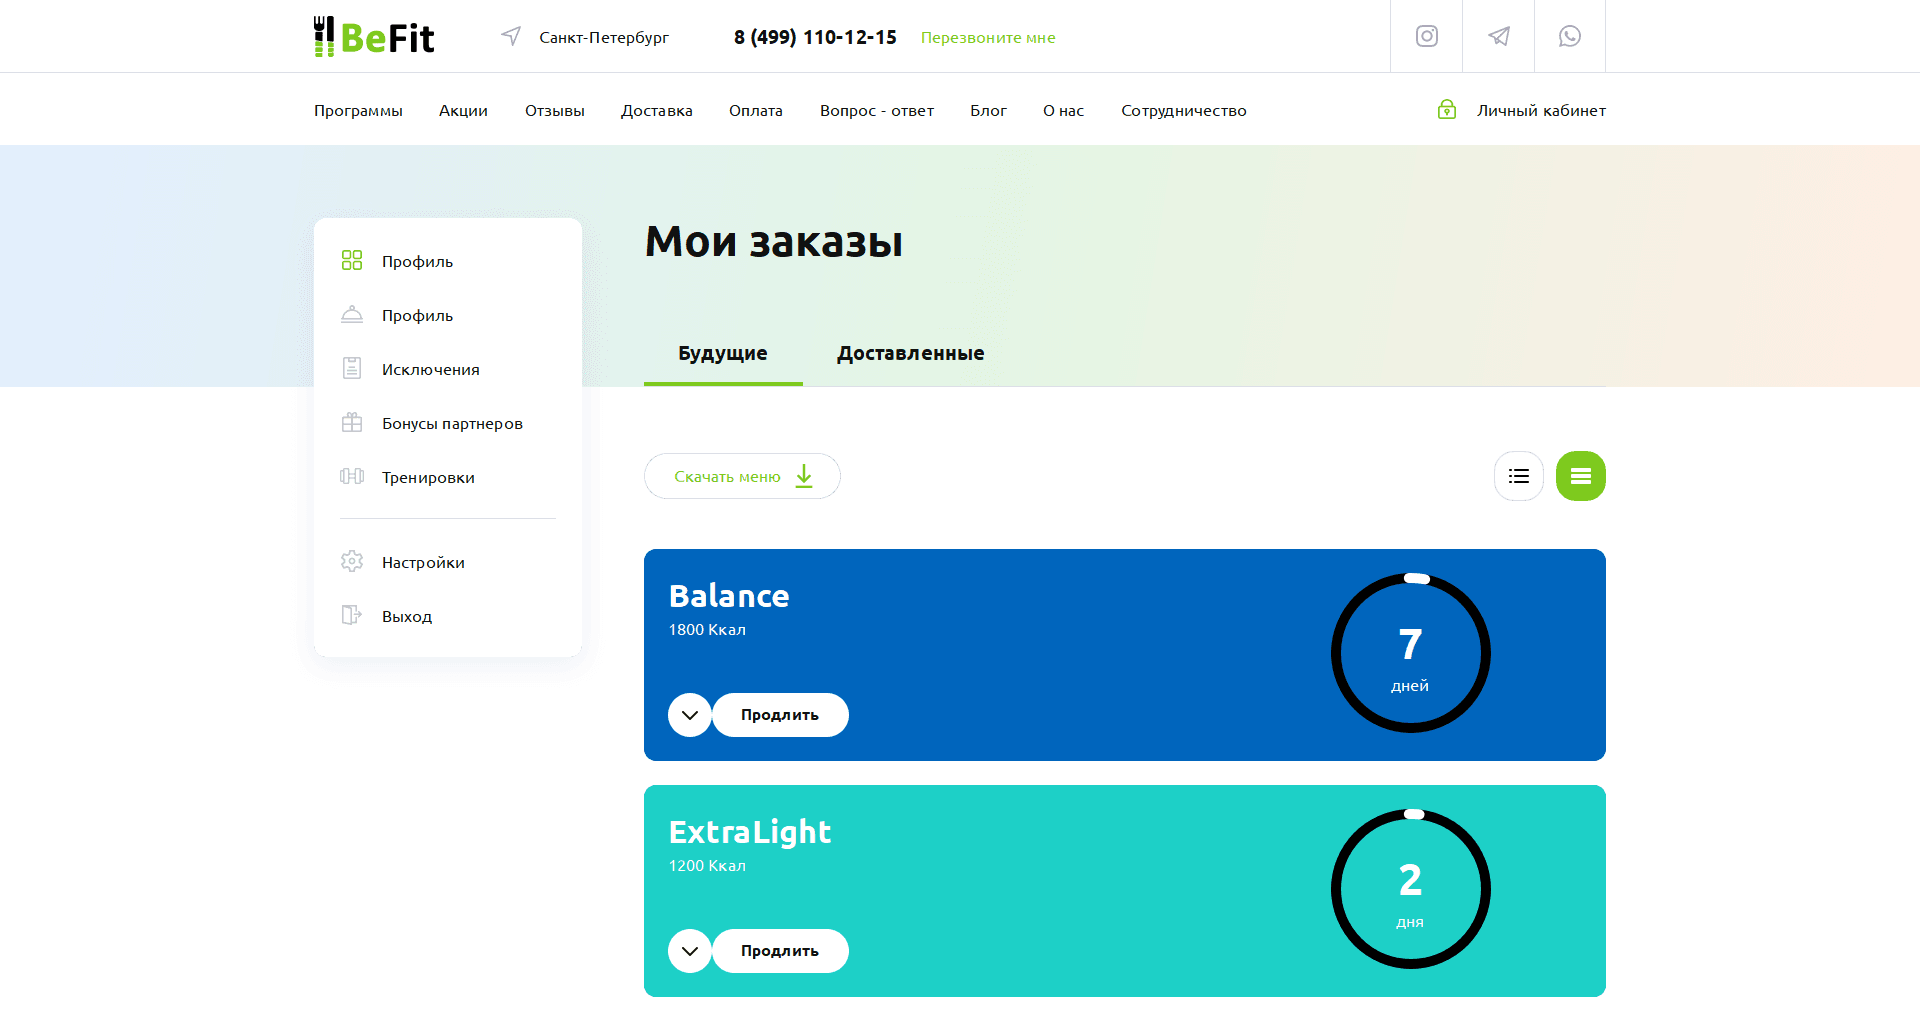 BeFit
Санкт-Петербург
8 (499) 110-12-15
Перезвоните мне
Программы
Акции
Отзывы
Доставка
Оплата
Вопрос - ответ
Блог
О нас
Сотрудничество
Личный кабинет
Профиль
Профиль
Исключения
Бонусы партнеров
Тренировки
Настройки
Выход
Мои заказы
Будущие
Доставленные
Скачать меню
Balance
1800 Ккал
Продлить
7
дней
ExtraLight
1200 Ккал
Продлить
2
дня